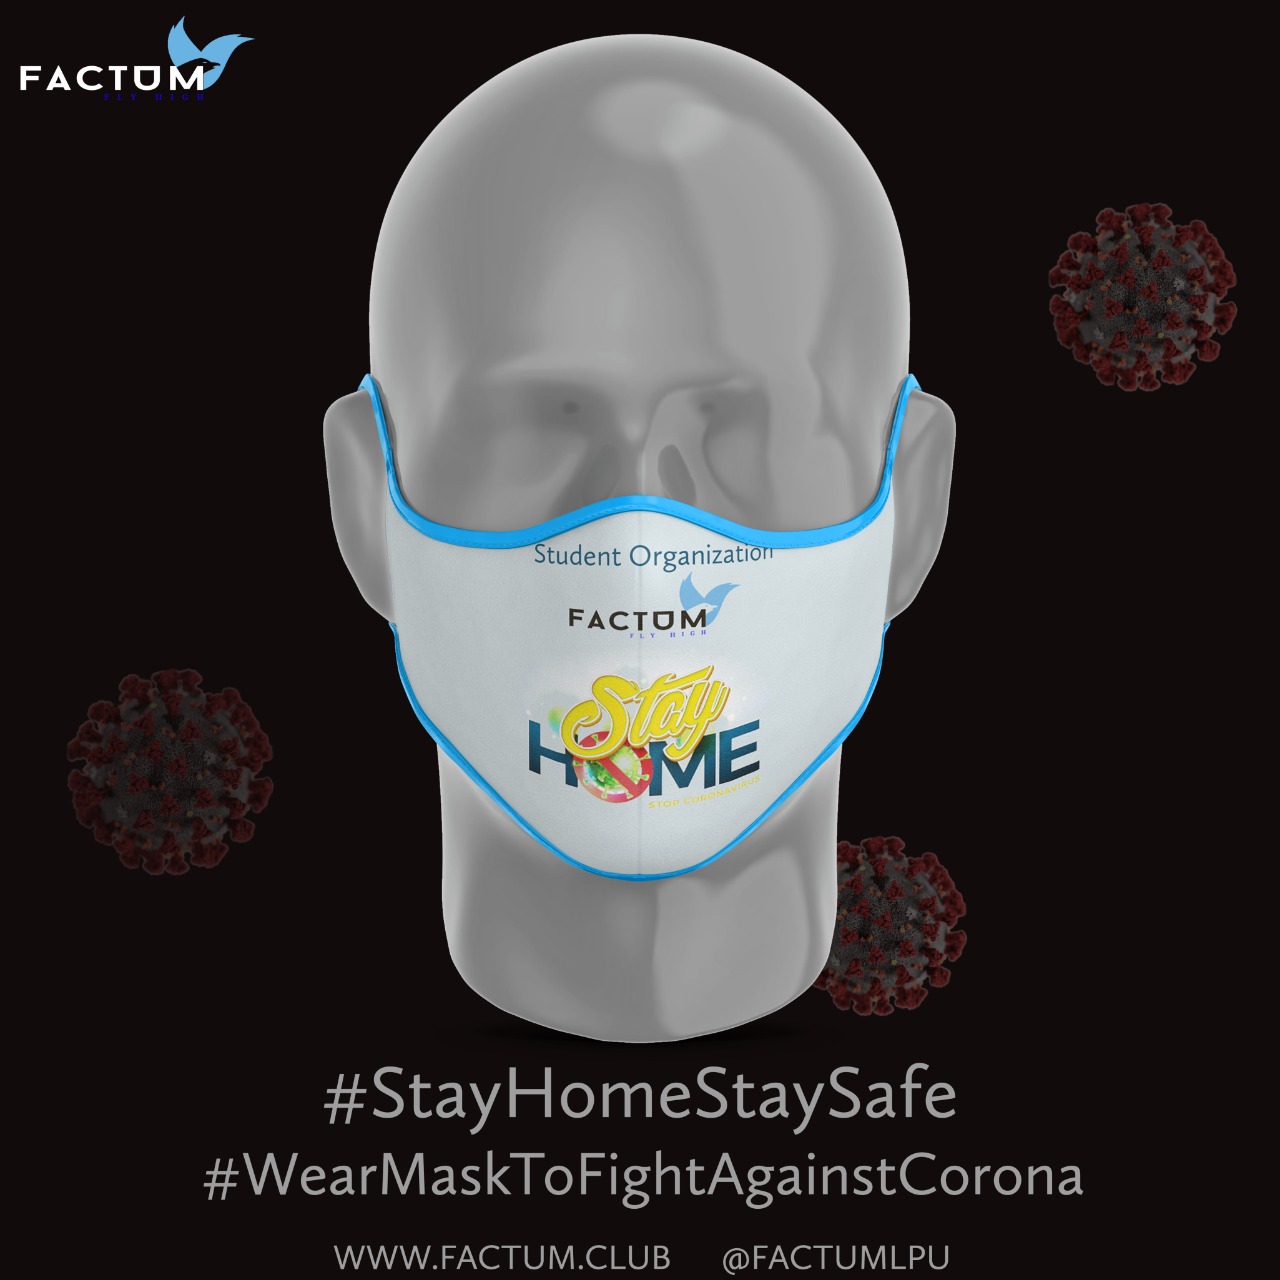 FACTUM
FLY HIGH
Student Organization
FACTUM
FLY HIGH
Stay
HOME
STOP CORONAVIRUS
#StayHomeStaySafe
#WearMaskToFightAgainstCorona
WWW.FACTUM.CLUB @FACTUMLPU